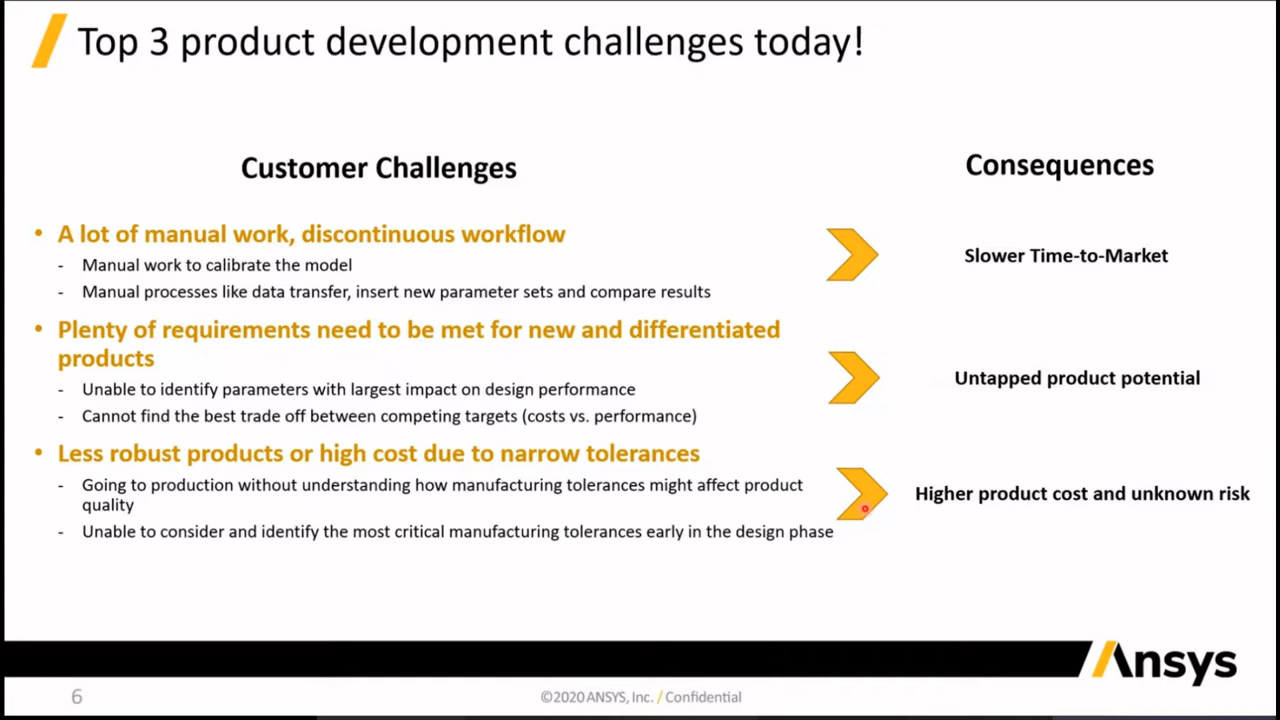 Top 3 product development challenges today!
Customer Challenges
Consequences
• A lot of manual work, discontinuous workflow
- Manual work to calibrate the model
- Manual processes like data transfer, insert new parameter sets and compare results
Slower Time-to-Market
• Plenty of requirements need to be met for new and differentiated
products
- Unable to identify parameters with largest impact on design performance
- Cannot find the best trade off between competing targets (costs vs. performance)
Untapped product potential
• Less robust products or high cost due to narrow tolerances
- Going to production without understanding how manufacturing tolerances might affect product
quality
- Unable to consider and identify the most critical manufacturing tolerances early in the design phase
Higher product cost and unknown risk
Ansys
6
©2020 ANSYS, Inc. / Confidential